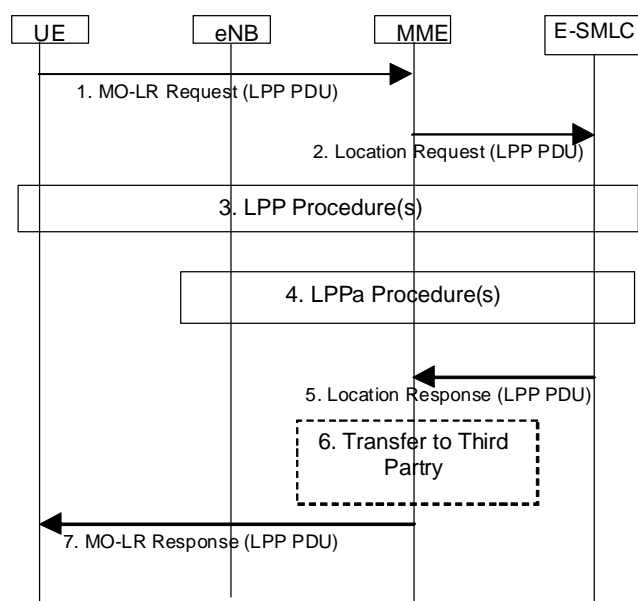 UE eNB MME E-SMLC
1. MO-LR Request (LPP PDU)
2. Location Request (LPP PDU)
3. LPP Procedure(s)
4. LPPa Procedure(s)
5. Location Response (LPP PDU)
6. Transfer to Third
Partry
7. MO-LR Response (LPP PDU)